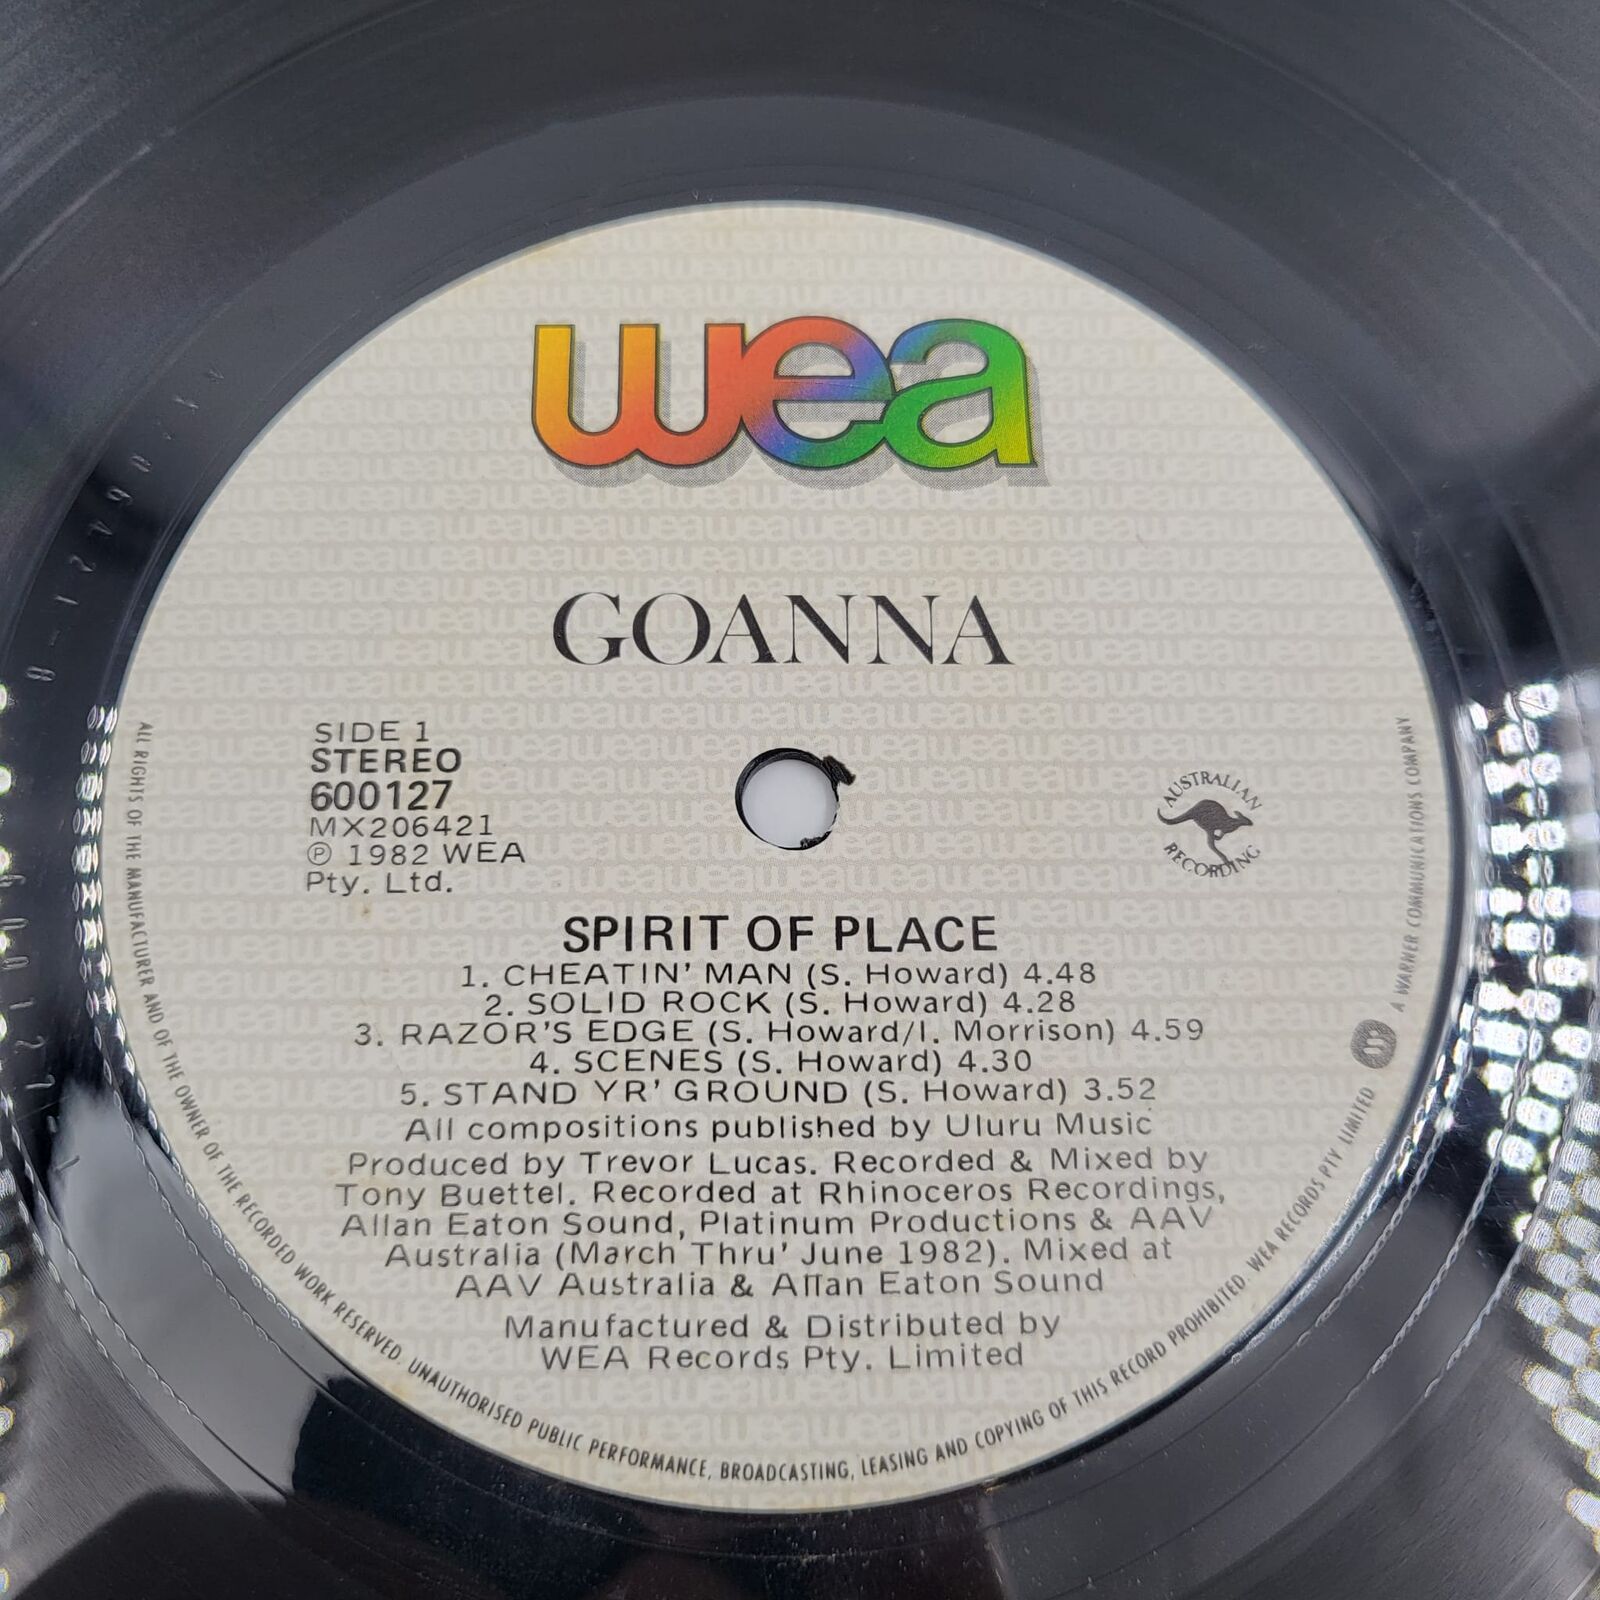 wea
GOANNA
SIDE 1
STEREO
600127
MX206421
℗ 1982 WEA
Pty. Ltd.
AUSTRALIAN
RECORDING
SPIRIT OF PLACE
1. CHEATIN' MAN (S. Howard) 4.48
2. SOLID ROCK (S. Howard) 4.28
3. RAZOR'S EDGE (S. Howard/I. Morrison) 4.59
4. SCENES (S. Howard) 4.30
5. STAND YR' GROUND (S. Howard) 3.52
All compositions published by Uluru Music
Produced by Trevor Lucas. Recorded & Mixed by
Tony Buettel. Recorded at Rhinoceros Recordings,
Allan Eaton Sound, Platinum Productions & AAV
Australia (March Thru' June 1982). Mixed at
AAV Australia & Allan Eaton Sound
Manufactured & Distributed by
WEA Records Pty. Limited
ALL RIGHTS OF THE MANUFACTURER AND OF THE OWNER OF THE RECORDED WORK RESERVED. UNAUTHORISED PUBLIC PERFORMANCE, BROADCASTING, LEASING AND COPYING OF THIS RECORD PROHIBITED. WEA RECORDS PTY LIMITED
A WARNER COMMUNICATIONS COMPANY